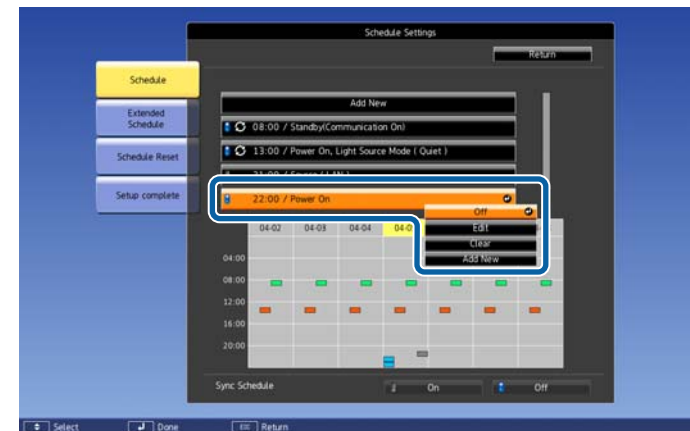 Schedule Settings
Return
Schedule
Extended
Schedule
Schedule Reset
Setup complete
Add New
08:00 / Standby(Communication On)
13:00 / Power On, Light Source Mode ( Quiet )
22:00 / Power On
Off
Edit
Clear
Add New
04-02 04-03 04-04
04:00
08:00
12:00
16:00
20:00
Sync Schedule On Off
Select Done Esc Return